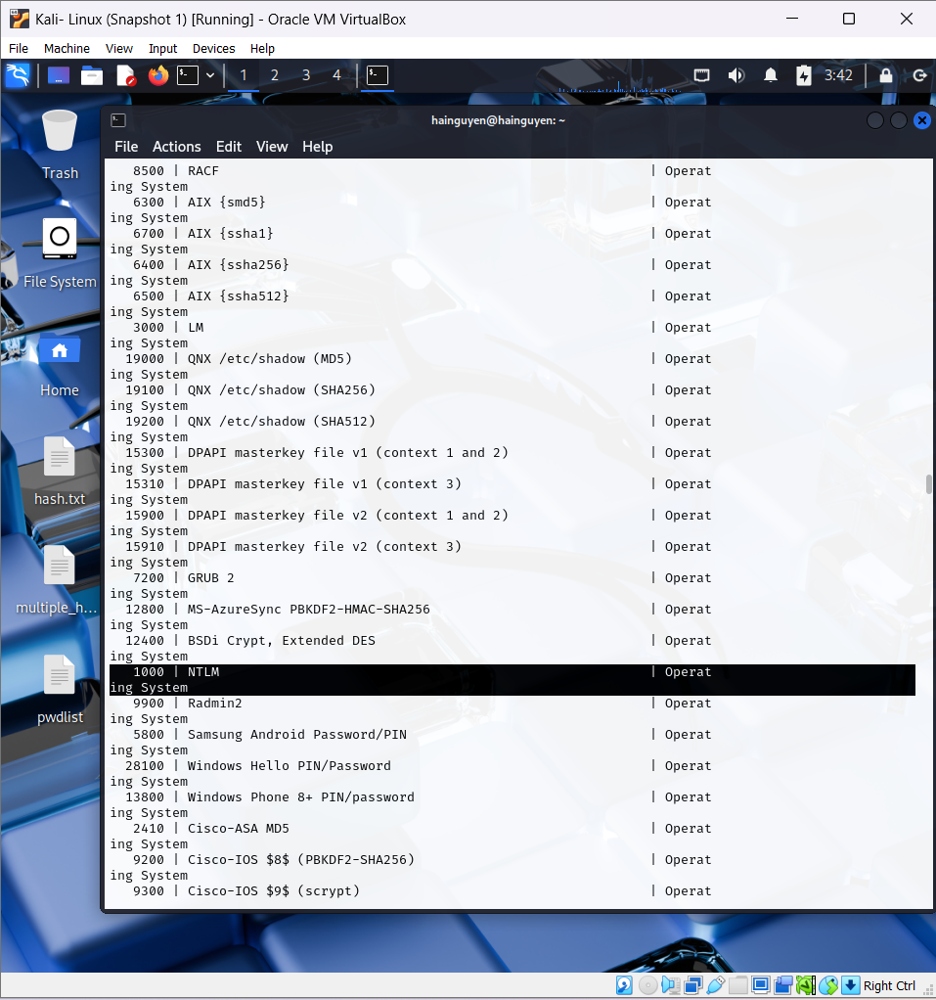 Kali- Linux (Snapshot 1) [Running] - Oracle VM VirtualBox
File Machine View Input Devices Help
1 2 3 4 3:42
hainguyen@hainguyen: ~
File Actions Edit View Help
Trash
File System
Home
hash.txt
multiple_h...
pwdlist
8500 | RACF | Operat
ing System
6300 | AIX {smd5} | Operat
ing System
6700 | AIX {ssha1} | Operat
ing System
6400 | AIX {ssha256} | Operat
ing System
6500 | AIX {ssha512} | Operat
ing System
3000 | LM | Operat
ing System
19000 | QNX /etc/shadow (MD5) | Operat
ing System
19100 | QNX /etc/shadow (SHA256) | Operat
ing System
19200 | QNX /etc/shadow (SHA512) | Operat
ing System
15300 | DPAPI masterkey file v1 (context 1 and 2) | Operat
ing System
15310 | DPAPI masterkey file v1 (context 3) | Operat
ing System
15900 | DPAPI masterkey file v2 (context 1 and 2) | Operat
ing System
15910 | DPAPI masterkey file v2 (context 3) | Operat
ing System
7200 | GRUB 2 | Operat
ing System
12800 | MS-AzureSync PBKDF2-HMAC-SHA256 | Operat
ing System
12400 | BSDi Crypt, Extended DES | Operat
ing System
1000 | NTLM | Operat
ing System
9900 | Radmin2 | Operat
ing System
5800 | Samsung Android Password/PIN | Operat
ing System
28100 | Windows Hello PIN/Password | Operat
ing System
13800 | Windows Phone 8+ PIN/password | Operat
ing System
2410 | Cisco-ASA MD5 | Operat
ing System
9200 | Cisco-IOS $8$ (PBKDF2-SHA256) | Operat
ing System
9300 | Cisco-IOS $9$ (scrypt) | Operat
Right Ctrl